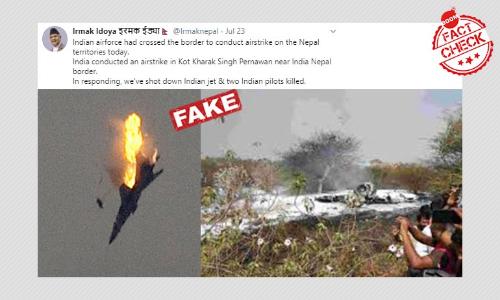 BOOM
FACT
CHECK
Irmak Idoya इरमक ईड्या @Irmaknepal · Jul 23
Indian airforce had crossed the border to conduct airstrike on the Nepal
territories today.
India conducted an airstrike in Kot Kharak Singh Pernawan near India Nepal
border.
In responding, we've shot down Indian jet & two Indian pilots killed.
FAKE